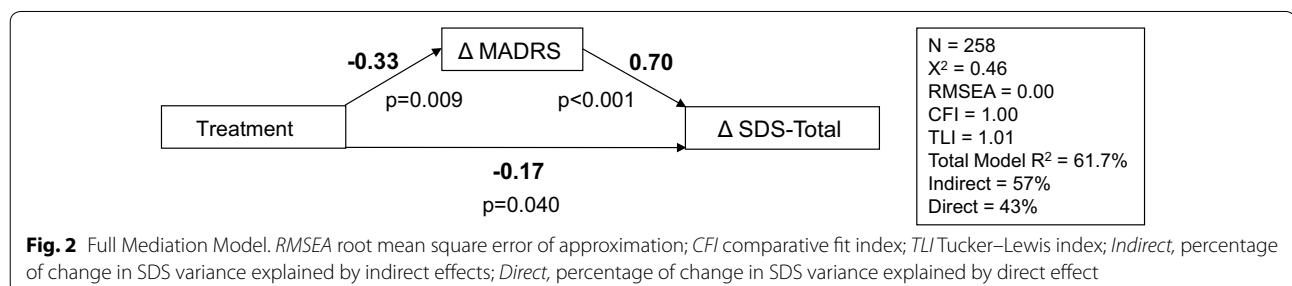 Δ MADRS
-0.33
0.70
p=0.009
p<0.001
Treatment
Δ SDS-Total
-0.17
p=0.040
N = 258
X² = 0.46
RMSEA = 0.00
CFI = 1.00
TLI = 1.01
Total Model R² = 61.7%
Indirect = 57%
Direct = 43%
Fig. 2 Full Mediation Model. RMSEA root mean square error of approximation; CFI comparative fit index; TLI Tucker–Lewis index; Indirect, percentage
of change in SDS variance explained by indirect effects; Direct, percentage of change in SDS variance explained by direct effect